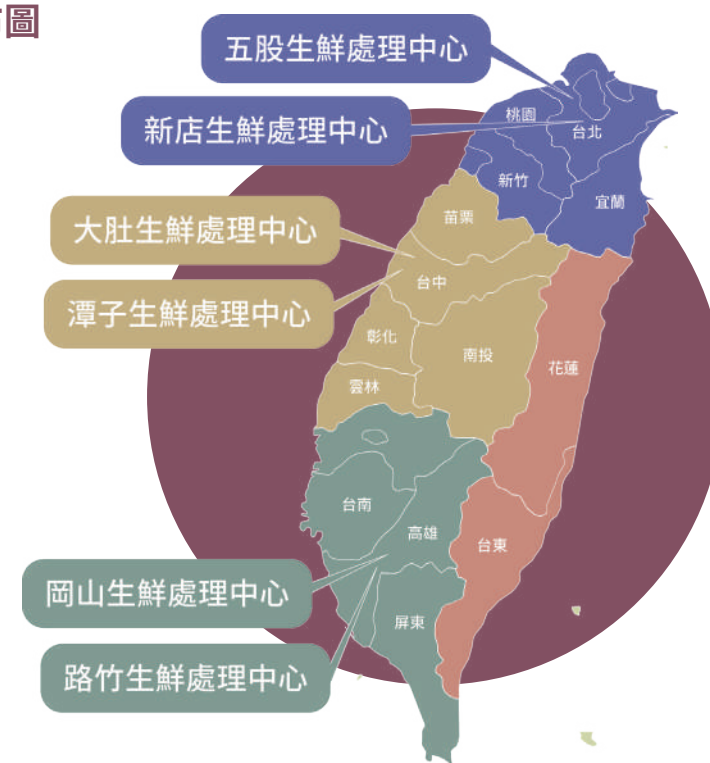 圖
五股生鮮處理中心
桃園
新店生鮮處理中心
台北
新竹
宜蘭
大肚生鮮處理中心
苗栗
台中
潭子生鮮處理中心
彰化
南投
花蓮
雲林
台南
高雄
台東
岡山生鮮處理中心
屏東
路竹生鮮處理中心